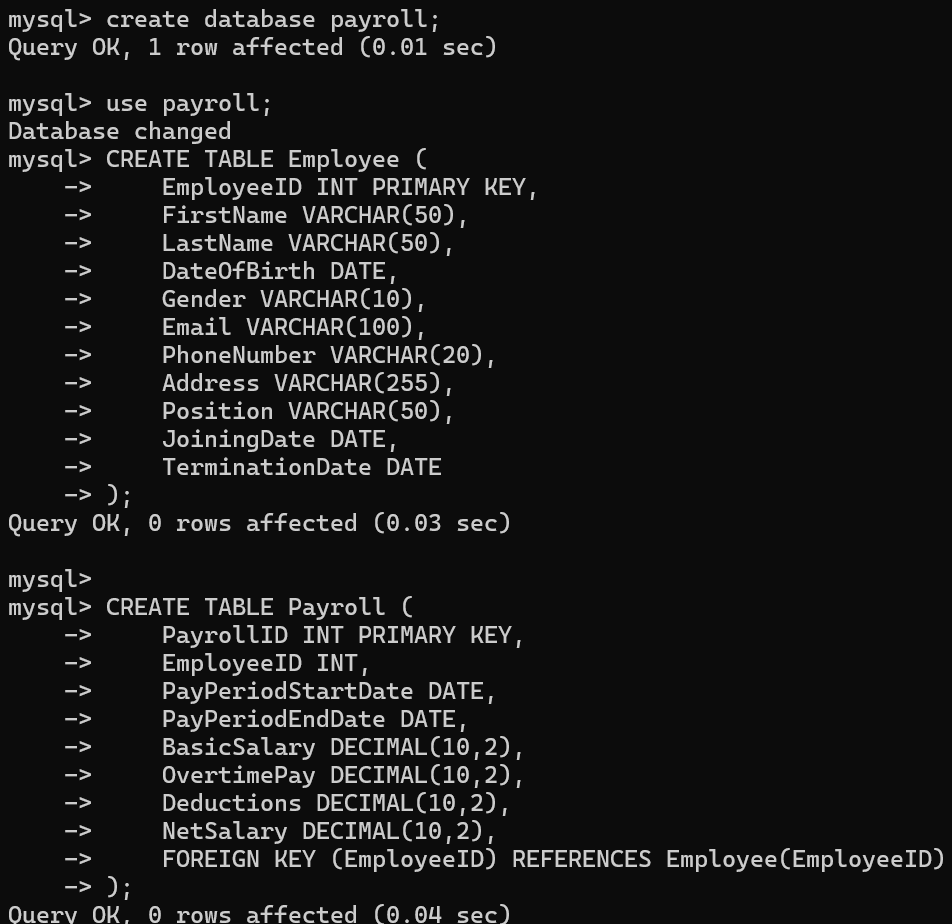 mysql> create database payroll;
Query OK, 1 row affected (0.01 sec)

mysql> use payroll;
Database changed
mysql> CREATE TABLE Employee (
    ->     EmployeeID INT PRIMARY KEY,
    ->     FirstName VARCHAR(50),
    ->     LastName VARCHAR(50),
    ->     DateOfBirth DATE,
    ->     Gender VARCHAR(10),
    ->     Email VARCHAR(100),
    ->     PhoneNumber VARCHAR(20),
    ->     Address VARCHAR(255),
    ->     Position VARCHAR(50),
    ->     JoiningDate DATE,
    ->     TerminationDate DATE
    -> );
Query OK, 0 rows affected (0.03 sec)

mysql>
mysql> CREATE TABLE Payroll (
    ->     PayrollID INT PRIMARY KEY,
    ->     EmployeeID INT,
    ->     PayPeriodStartDate DATE,
    ->     PayPeriodEndDate DATE,
    ->     BasicSalary DECIMAL(10,2),
    ->     OvertimePay DECIMAL(10,2),
    ->     Deductions DECIMAL(10,2),
    ->     NetSalary DECIMAL(10,2),
    ->     FOREIGN KEY (EmployeeID) REFERENCES Employee(EmployeeID)
    -> );
Query OK, 0 rows affected (0.04 sec)